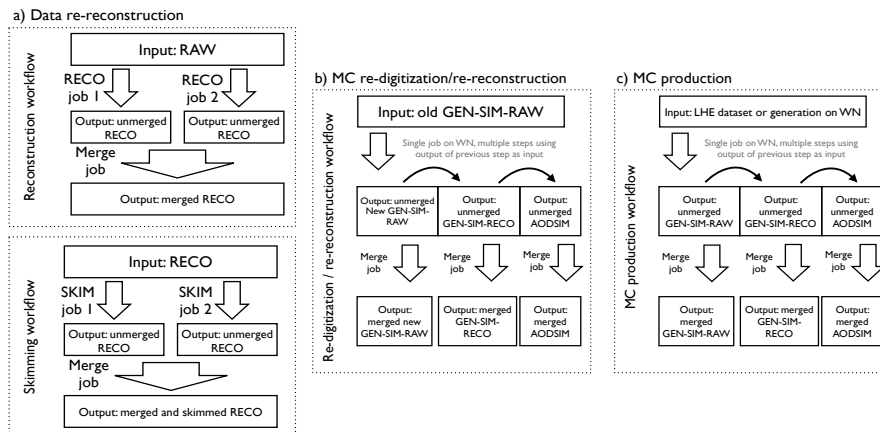 a) Data re-reconstruction
Reconstruction workflow
Input: RAW
RECO
job 1
RECO
job 2
Output: unmerged
RECO
Output: unmerged
RECO
Merge
job
Output: merged RECO
Skimming workflow
Input: RECO
SKIM
job 1
SKIM
job 2
Output: unmerged
RECO
Output: unmerged
RECO
Merge
job
Output: merged and skimmed RECO
b) MC re-digitization/re-reconstruction
Re-digitization / re-reconstruction workflow
Input: old GEN-SIM-RAW
Single job on WN, multiple steps using
output of previous step as input
Output: unmerged
New GEN-SIM-
RAW
Output:
unmerged
GEN-SIM-RECO
Output:
unmerged
AODSIM
Merge
job
Merge
job
Merge
job
Output:
merged new
GEN-SIM-RAW
Output: merged
GEN-SIM-
RECO
Output:
merged
AODSIM
c) MC production
MC production workflow
Input: LHE dataset or generation on WN
Single job on WN, multiple steps using
output of previous step as input
Output:
unmerged
GEN-SIM-RAW
Output:
unmerged
GEN-SIM-RECO
Output:
unmerged
AODSIM
Merge
job
Merge
job
Merge
job
Output:
merged
GEN-SIM-RAW
Output: merged
GEN-SIM-
RECO
Output:
merged
AODSIM